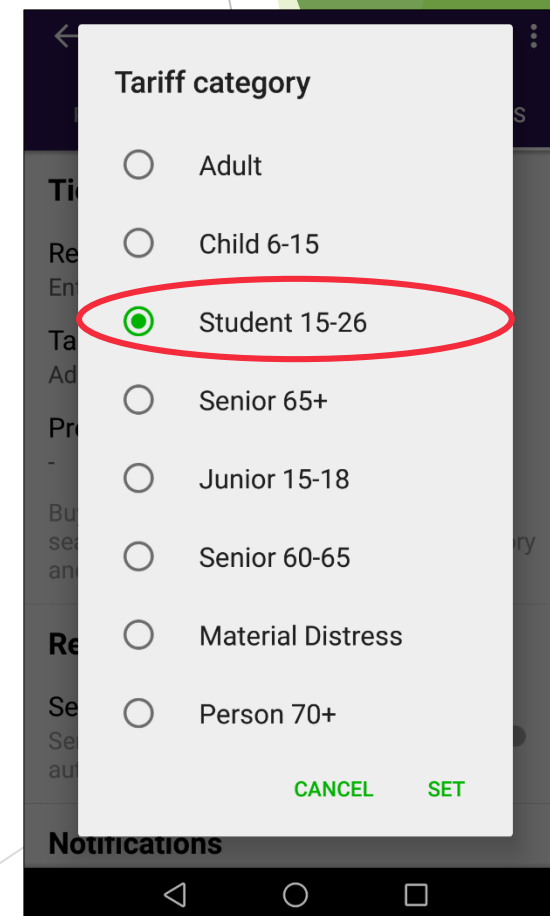 Tariff category
Adult
Child 6-15
Student 15-26
Senior 65+
Junior 15-18
Senior 60-65
Material Distress
Person 70+
CANCEL SET
Notifications